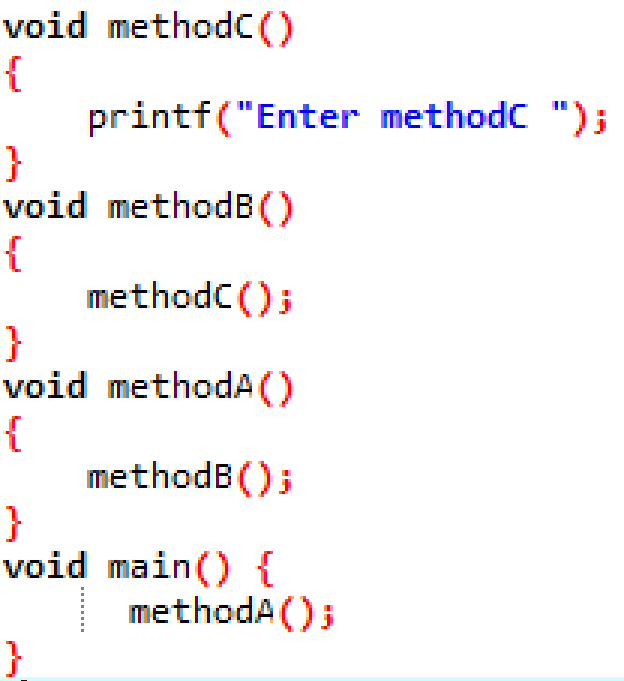 void methodC()
{
    printf("Enter methodC ");
}
void methodB()
{
    methodC();
}
void methodA()
{
    methodB();
}
void main() {
      methodA();
}